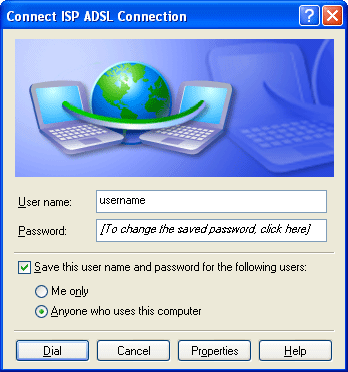 Connect ISP ADSL Connection
User name: username
Password: [To change the saved password, click here]
Save this user name and password for the following users:
Me only
Anyone who uses this computer
Dial Cancel Properties Help